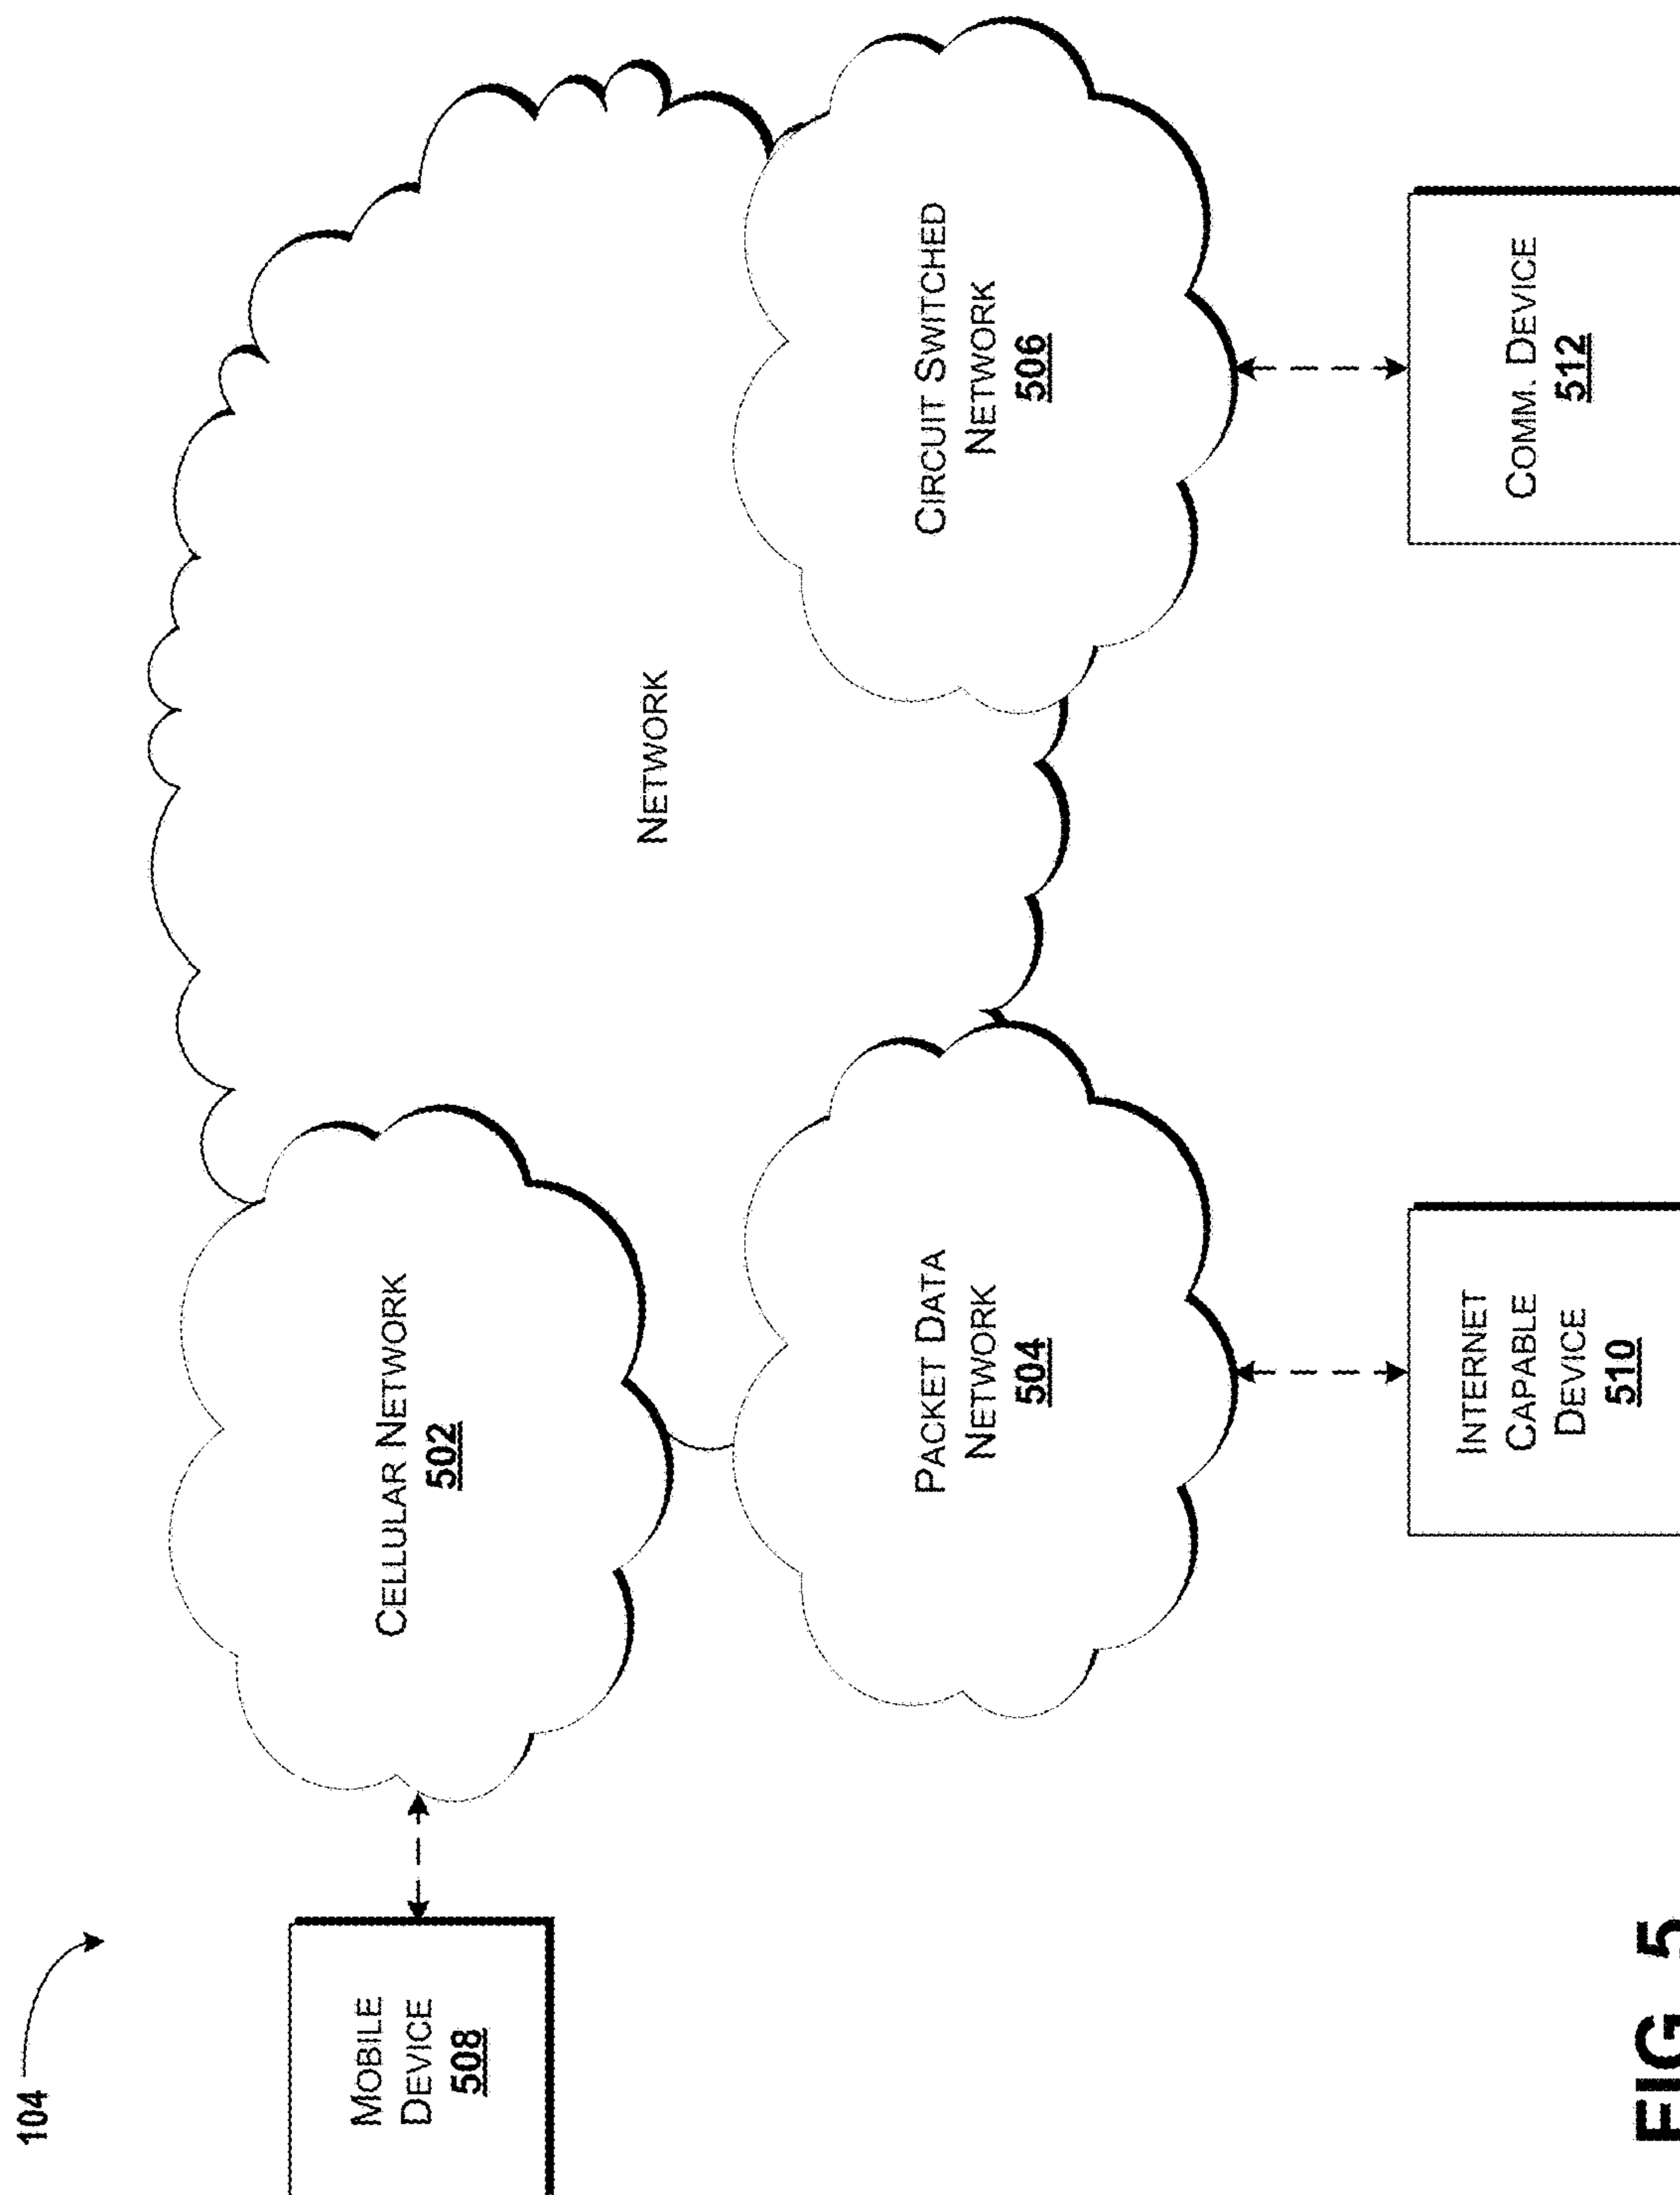 104
MOBILE
DEVICE
508
CELLULAR NETWORK
502
NETWORK
PACKET DATA
NETWORK
504
CIRCUIT SWITCHED
NETWORK
506
INTERNET
CAPABLE
DEVICE
510
COMM. DEVICE
512
FIG. 5